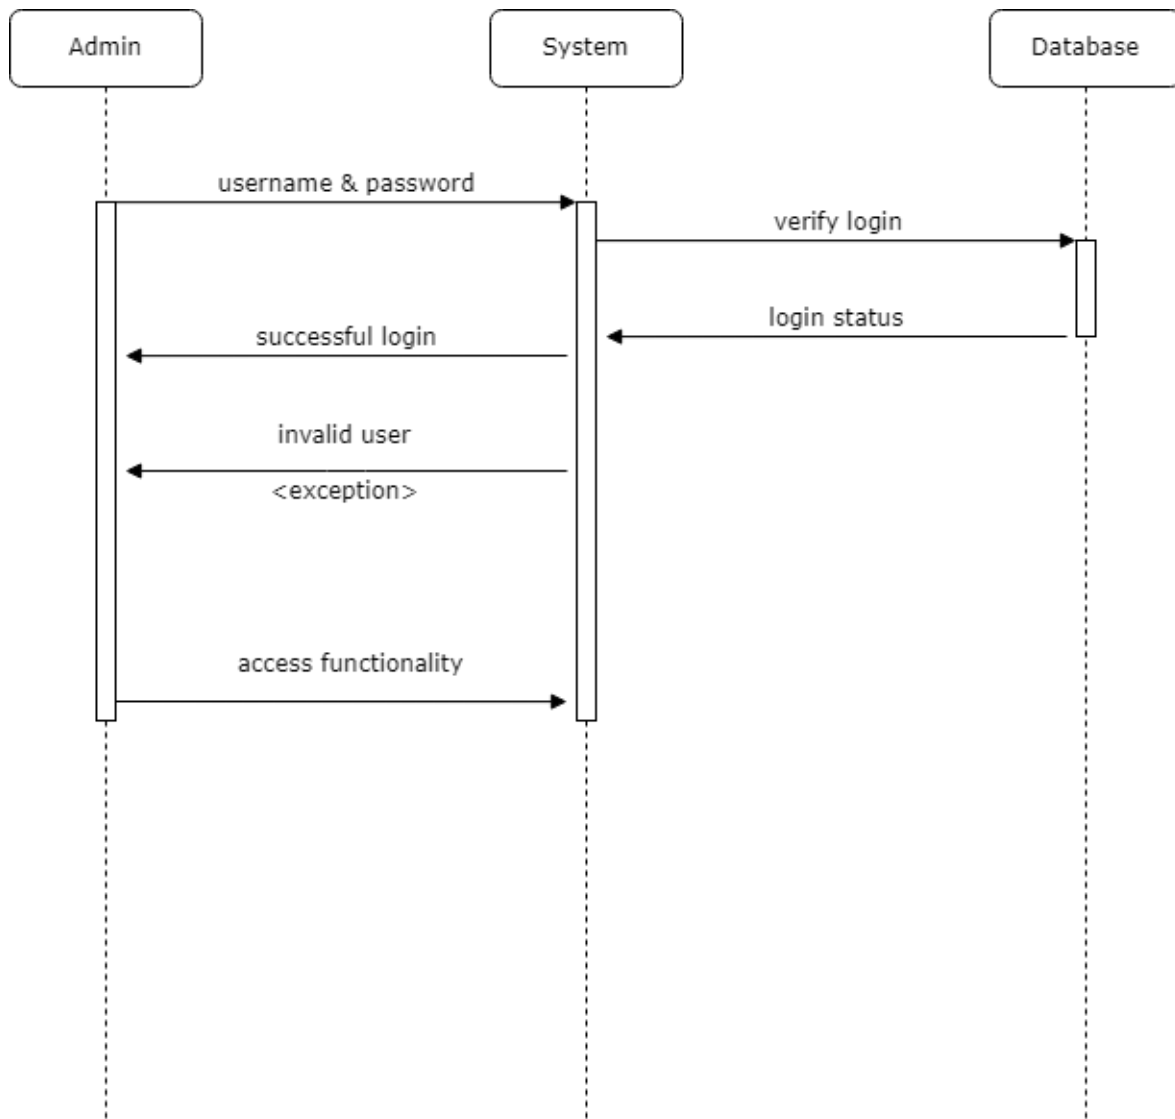 Admin
System
Database
username & password
verify login
login status
successful login
invalid user
<exception>
access functionality